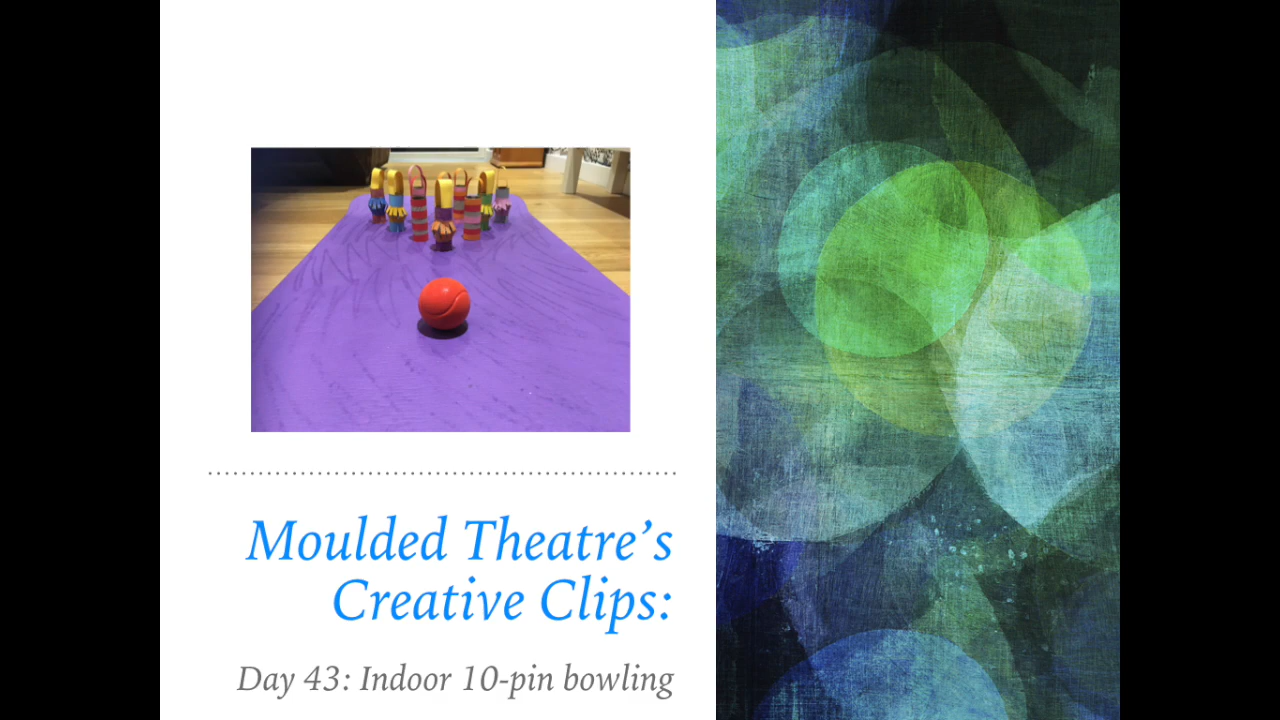 Moulded Theatre’s
Creative Clips:
Day 43: Indoor 10-pin bowling